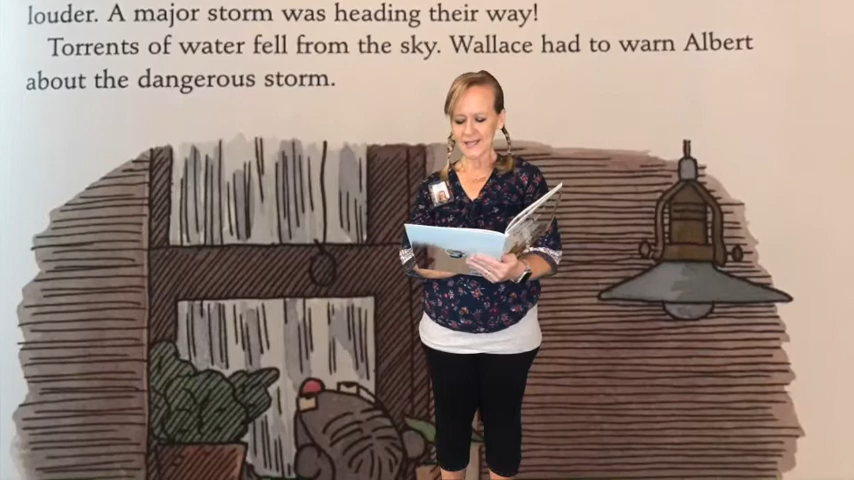 louder. A major storm was heading their way!
Torrents of water fell from the sky. Wallace had to warn Albert
about the dangerous storm.